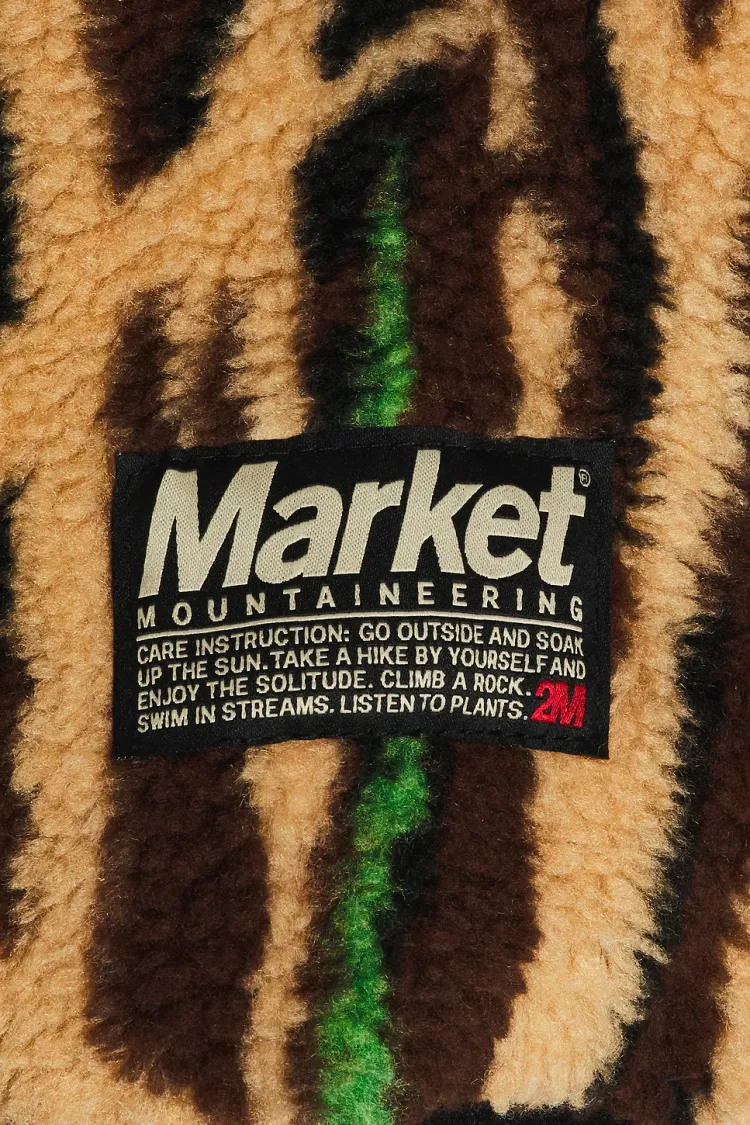 Market®
MOUNTAINEERING
CARE INSTRUCTION: GO OUTSIDE AND SOAK
UP THE SUN. TAKE A HIKE BY YOURSELF AND
ENJOY THE SOLITUDE. CLIMB A ROCK.
SWIM IN STREAMS. LISTEN TO PLANTS.
2M